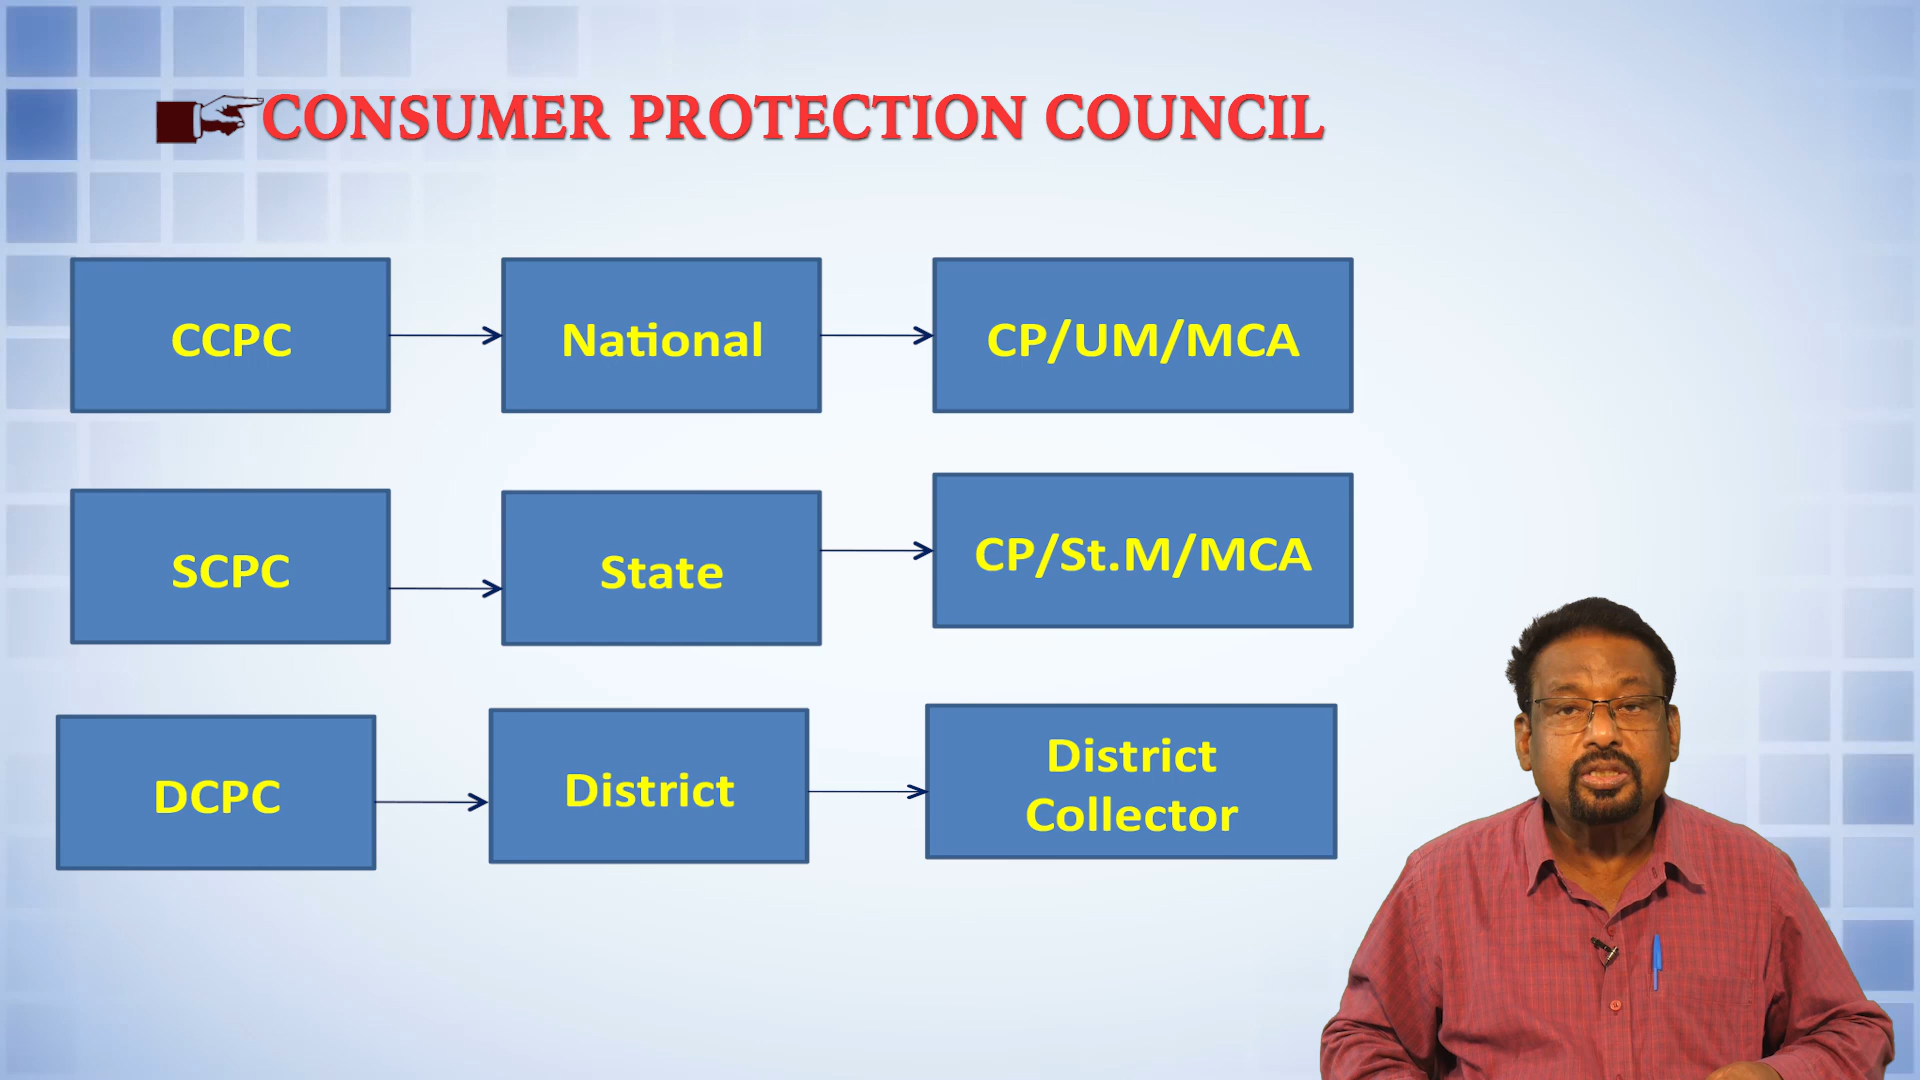 CONSUMER PROTECTION COUNCIL
CCPC
National
CP/UM/MCA
SCPC
State
CP/St.M/MCA
DCPC
District
District
Collector